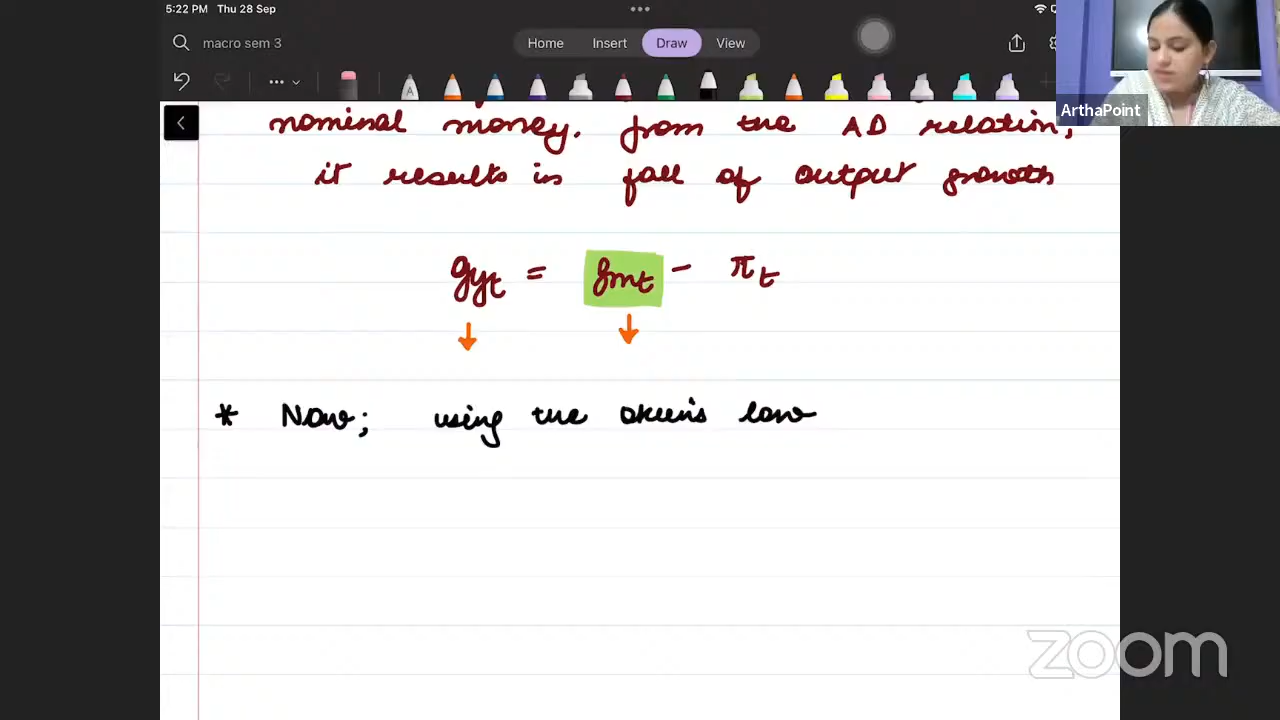 5:22 PM Thu 28 Sep
macro sem 3
Home Insert Draw View
ArthaPoint
nominal money. from the AD relation,
it results in fall of output growth
gyt = gmt - πt
* Now; using the okun's law
zoom